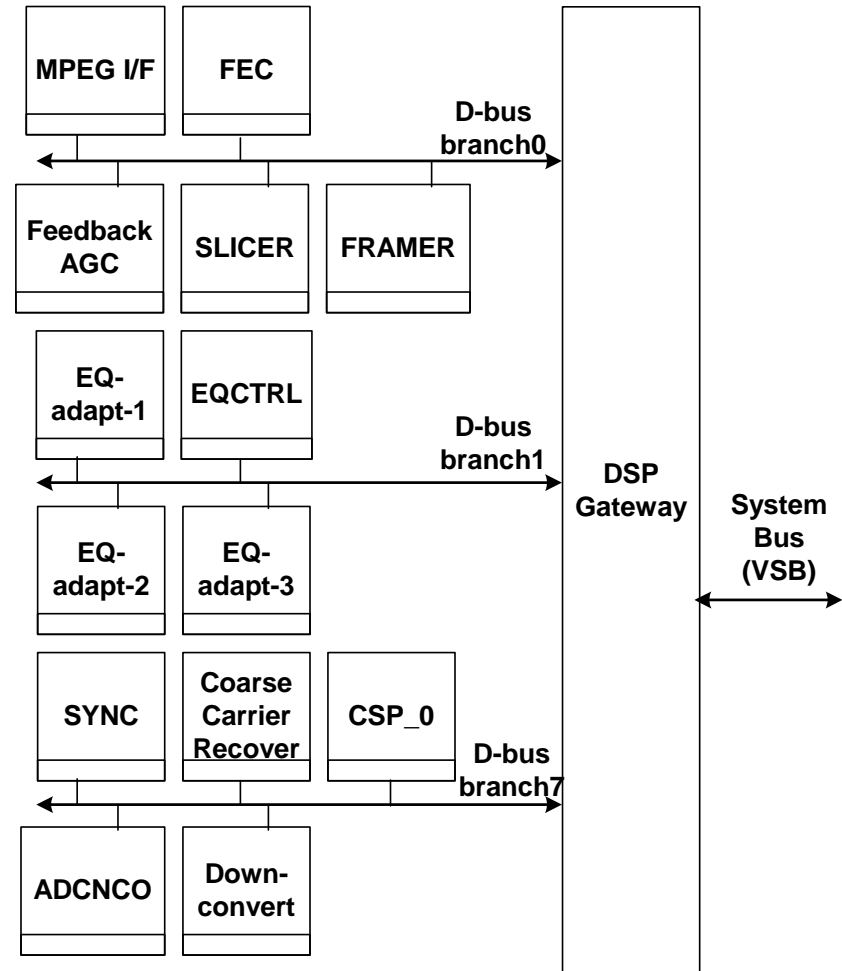 MPEG I/F
FEC
D-bus
branch0
Feedback
AGC
SLICER
FRAMER
EQ-
adapt-1
EQCTRL
D-bus
branch1
EQ-
adapt-2
EQ-
adapt-3
DSP
Gateway
System
Bus
(VSB)
SYNC
Coarse
Carrier
Recover
CSP_0
D-bus
branch7
ADCNCO
Down-
convert